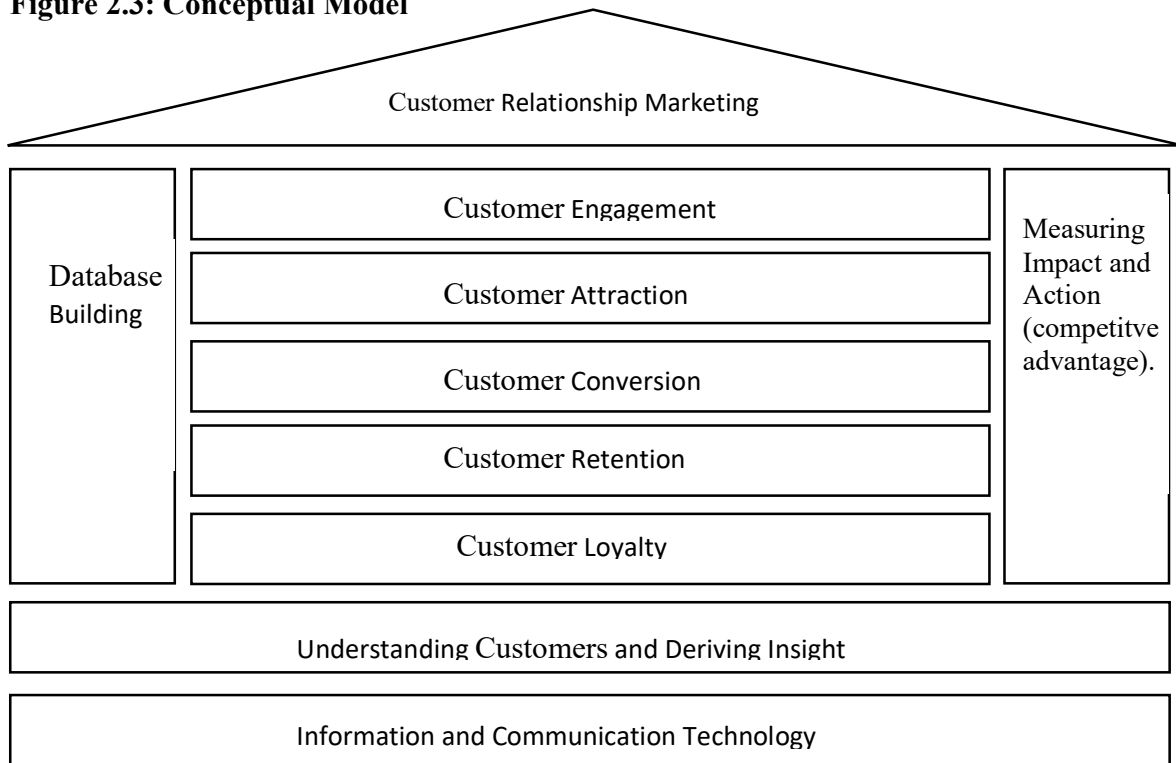 Figure 2.3: Conceptual Model
Customer Relationship Marketing
Database
Building
Customer Engagement
Customer Attraction
Customer Conversion
Customer Retention
Customer Loyalty
Measuring
Impact and
Action
(competitve
advantage).
Understanding Customers and Deriving Insight
Information and Communication Technology